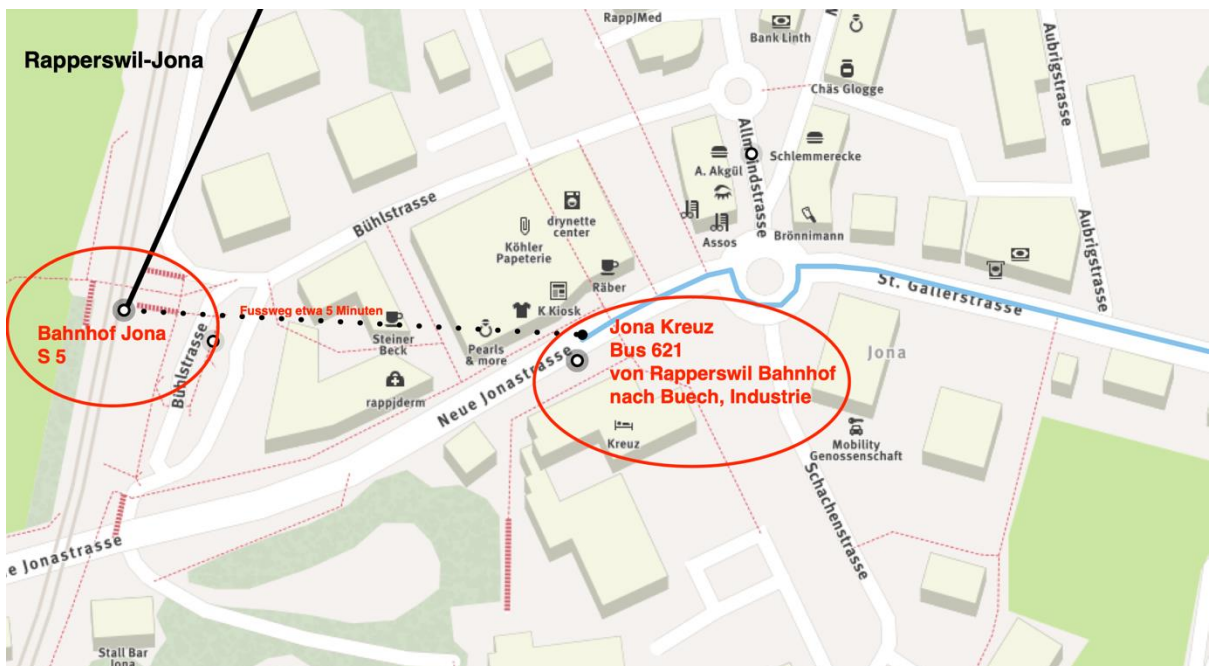 Rapperswil-Jona
RappJMed
Bank Linth
Chäs Glogge
Aubrigstrasse
Aubrigstrasse
Allmeindstrasse
A. Akgül
Schlemmerecke
Assos
Brönnimann
Bühlstrasse
drynette
center
Köhler
Papeterie
Räber
K Kiosk
St. Gallerstrasse
Bahnhof Jona
S 5
Fussweg etwa 5 Minuten
Steiner
Beck
Pearls
& more
Bühlstrasse
rappjderm
Neue Jonastrasse
Jona Kreuz
Bus 621
von Rapperswil Bahnhof
nach Buech, Industrie
Jona
Kreuz
Mobility
Genossenschaft
Schachenstrasse
e Jonastrasse
Stall Bar
Jona